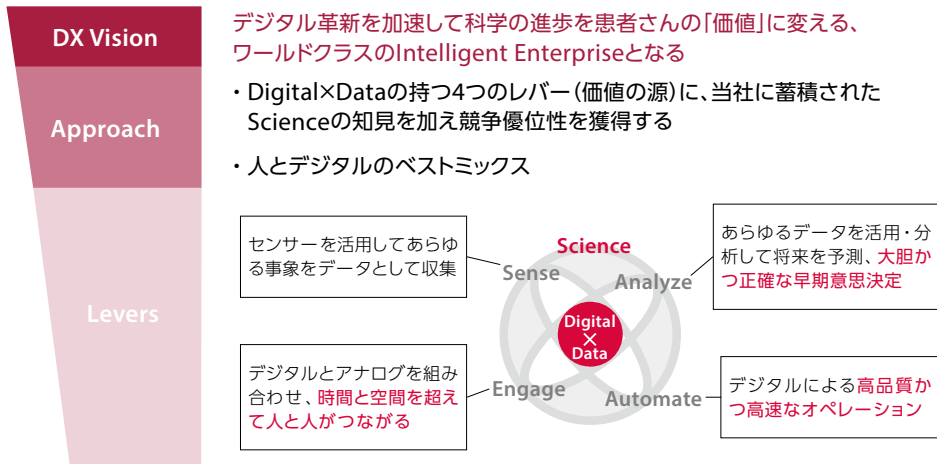 DX Vision
デジタル革新を加速して科学の進歩を患者さんの「価値」に変える、
ワールドクラスのIntelligent Enterpriseとなる
Approach
・Digital×Dataの持つ4つのレバー(価値の源)に、当社に蓄積された
Scienceの知見を加え競争優位性を獲得する
・人とデジタルのベストミックス
Levers
センサーを活用してあらゆ
る事象をデータとして収集
Science
Sense
Analyze
あらゆるデータを活用・分
析して将来を予測、大胆か
つ正確な早期意思決定
Digital
×
Data
デジタルとアナログを組み
合わせ、時間と空間を超え
て人と人がつながる
Engage
Automate
デジタルによる高品質か
つ高速なオペレーション